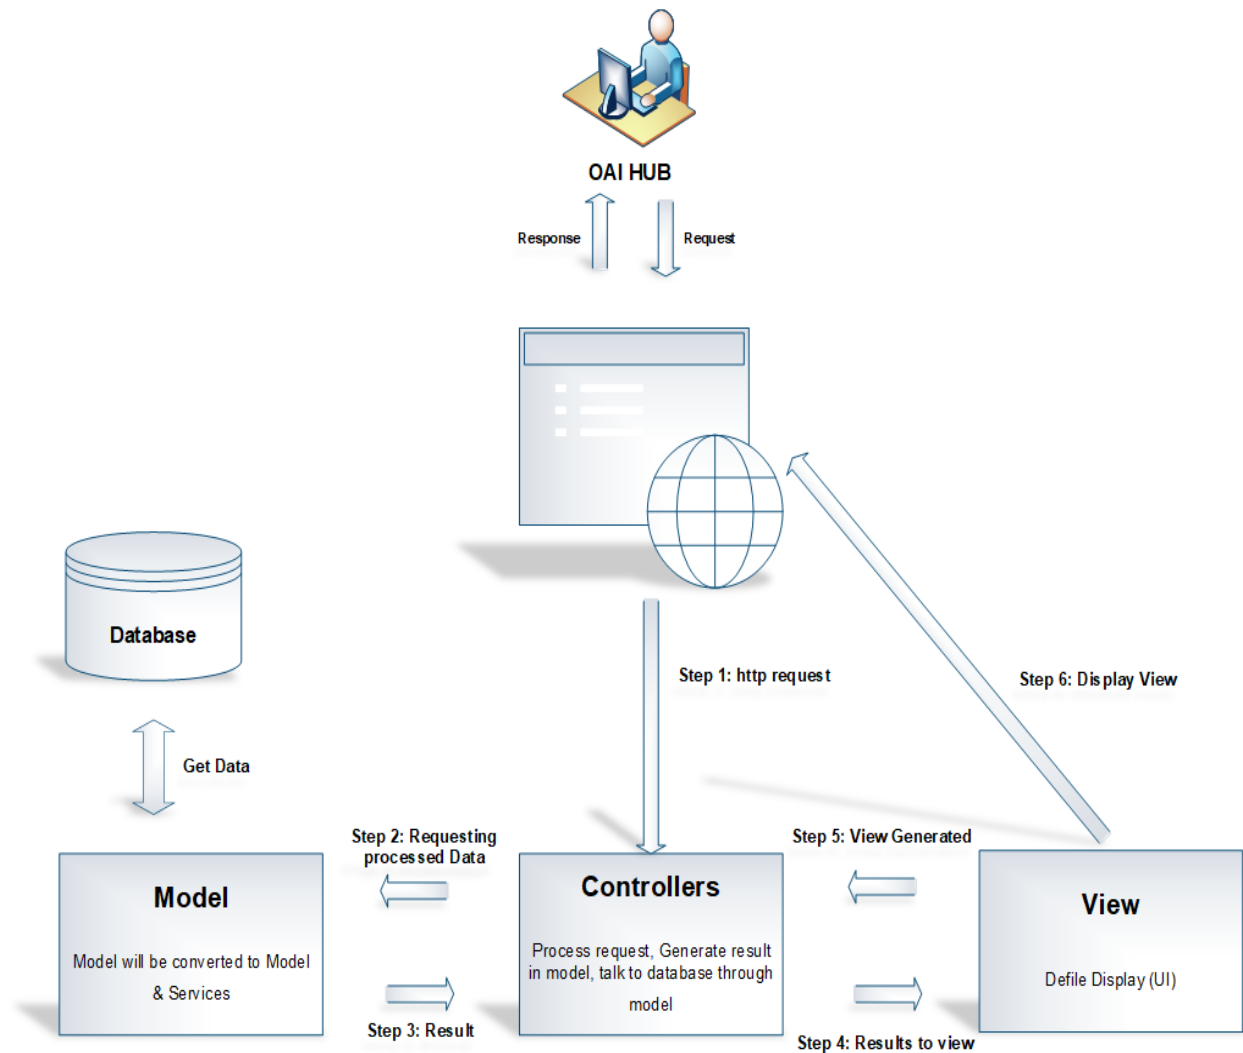 OAI HUB
Response
Request
Database
Step 1: http request
Step 6: Display View
Get Data
Step 2: Requesting
processed Data
Step 5: View Generated
Model
Model will be converted to Model
& Services
Controllers
Process request, Generate result
in model, talk to database through
model
View
Defile Display (UI)
Step 3: Result
Step 4: Results to view